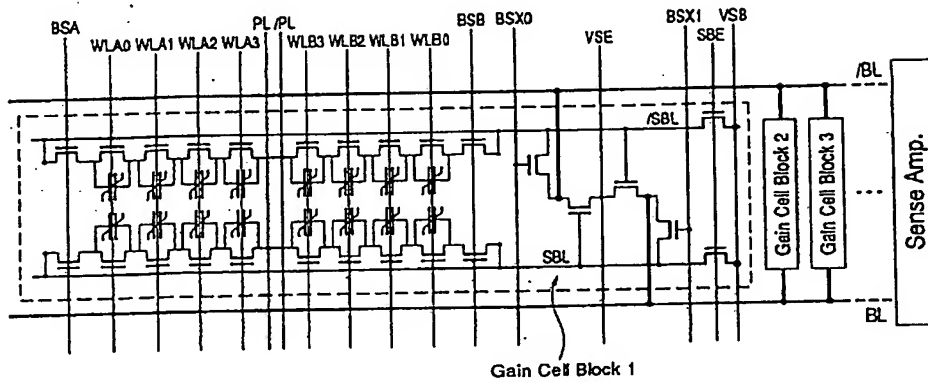 BSA
WLA0
WLA1
WLA2
WLA3
PL
/PL
WLB3
WLB2
WLB1
WLB0
BSB
BSX0
VSE
BSX1
SBE
VSB
/BL
/SBL
SBL
BL
Gain Cell Block 2
Gain Cell Block 3
Sense Amp.
Gain Cell Block 1